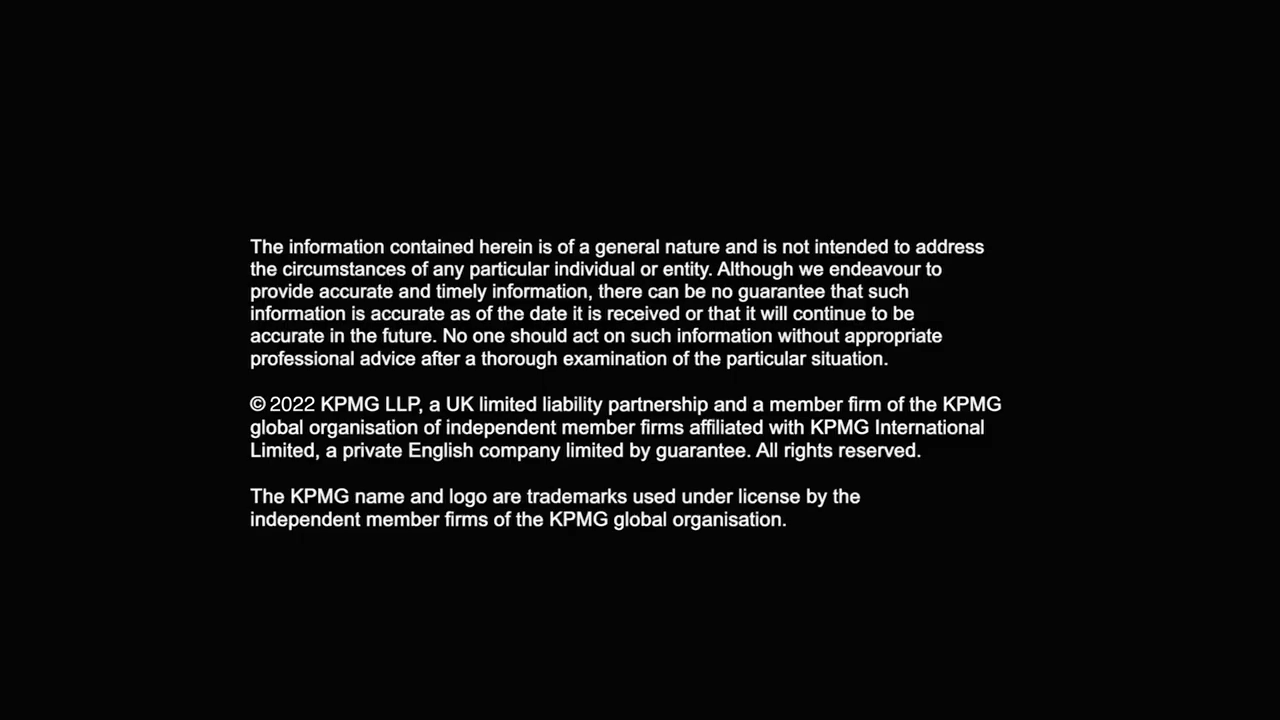 The information contained herein is of a general nature and is not intended to address
the circumstances of any particular individual or entity. Although we endeavour to
provide accurate and timely information, there can be no guarantee that such
information is accurate as of the date it is received or that it will continue to be
accurate in the future. No one should act on such information without appropriate
professional advice after a thorough examination of the particular situation.
© 2022 KPMG LLP, a UK limited liability partnership and a member firm of the KPMG
global organisation of independent member firms affiliated with KPMG International
Limited, a private English company limited by guarantee. All rights reserved.
The KPMG name and logo are trademarks used under license by the
independent member firms of the KPMG global organisation.